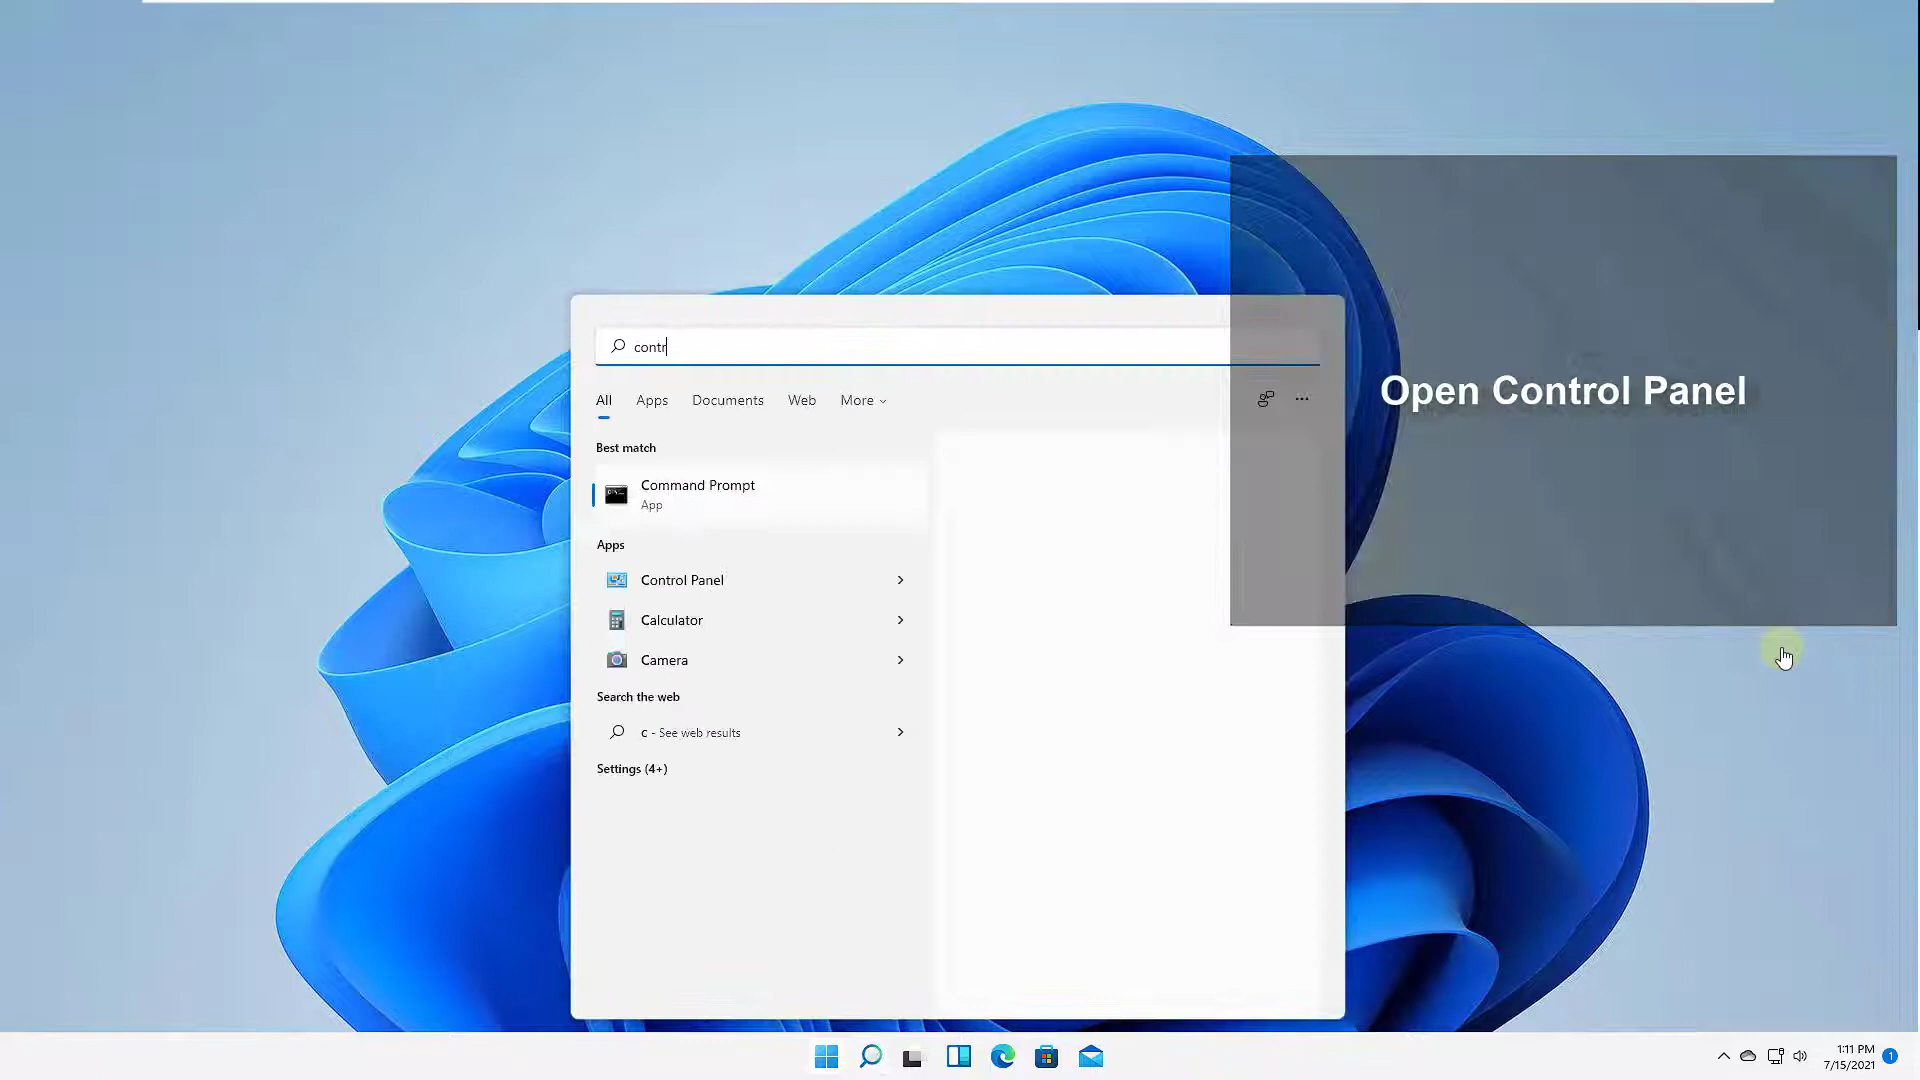 contr
All Apps Documents Web More
Open Control Panel
Best match
Command Prompt
App
Apps
Control Panel
Calculator
Camera
Search the web
c - See web results
Settings (4+)
1:11 PM
7/15/2021
1